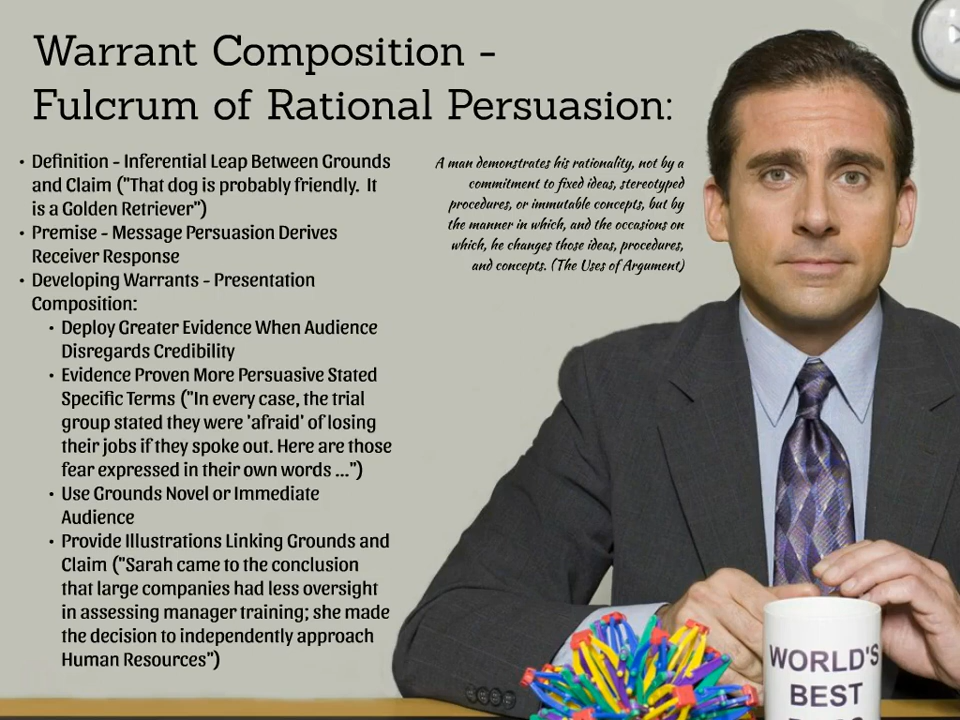 Warrant Composition -
Fulcrum of Rational Persuasion:
• Definition - Inferential Leap Between Grounds
and Claim ("That dog is probably friendly.  It
is a Golden Retriever")
• Premise - Message Persuasion Derives
Receiver Response
• Developing Warrants - Presentation
Composition:
• Deploy Greater Evidence When Audience
Disregards Credibility
• Evidence Proven More Persuasive Stated
Specific Terms ("In every case, the trial
group stated they were 'afraid' of losing
their jobs if they spoke out. Here are those
fear expressed in their own words ...")
• Use Grounds Novel or Immediate
Audience
• Provide Illustrations Linking Grounds and
Claim ("Sarah came to the conclusion
that large companies had less oversight
in assessing manager training; she made
the decision to independently approach
Human Resources")
A man demonstrates his rationality, not by a
commitment to fixed ideas, stereotyped
procedures, or immutable concepts, but by
the manner in which, and the occasions on
which, he changes those ideas, procedures,
and concepts. (The Uses of Argument)
WORLD'S
BEST